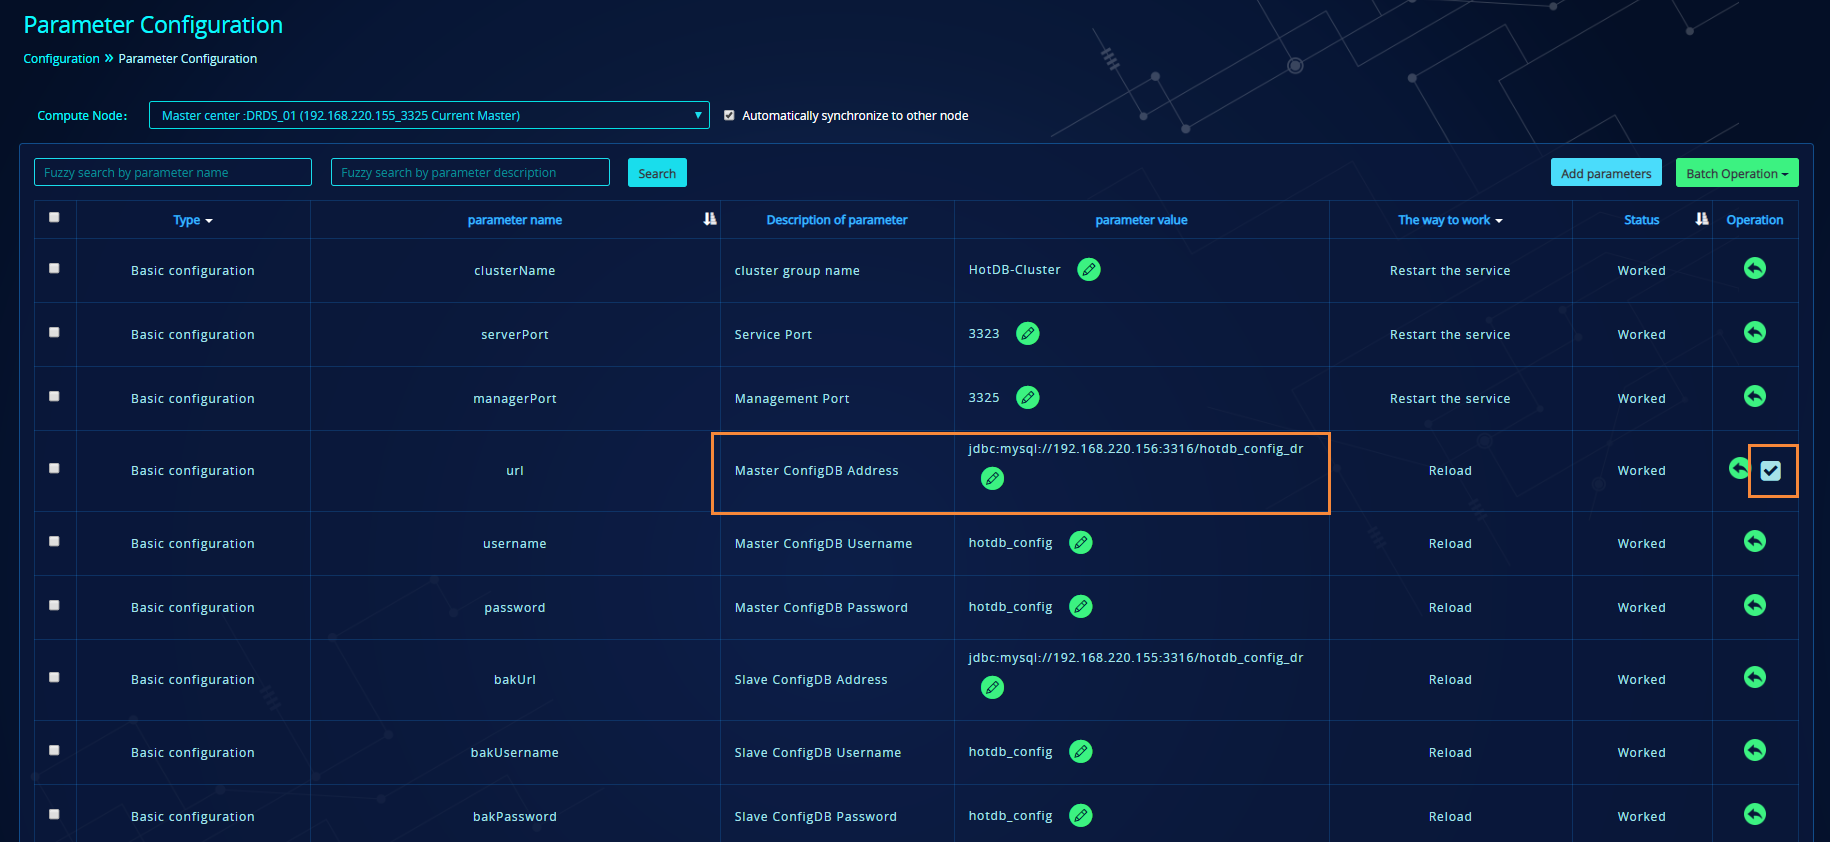 Parameter Configuration
Configuration » Parameter Configuration
Compute Node: Master center :DRDS_01 (192.168.220.155_3325 Current Master) Automatically synchronize to other node
Fuzzy search by parameter name Fuzzy search by parameter description Search Add parameters Batch Operation
Type parameter name Description of parameter parameter value The way to work Status Operation
Basic configuration clusterName cluster group name HotDB-Cluster Restart the service Worked
Basic configuration serverPort Service Port 3323 Restart the service Worked
Basic configuration managerPort Management Port 3325 Restart the service Worked
Basic configuration url Master ConfigDB Address jdbc:mysql://192.168.220.156:3316/hotdb_config_dr Reload Worked
Basic configuration username Master ConfigDB Username hotdb_config Reload Worked
Basic configuration password Master ConfigDB Password hotdb_config Reload Worked
Basic configuration bakUrl Slave ConfigDB Address jdbc:mysql://192.168.220.155:3316/hotdb_config_dr Reload Worked
Basic configuration bakUsername Slave ConfigDB Username hotdb_config Reload Worked
Basic configuration bakPassword Slave ConfigDB Password hotdb_config Reload Worked